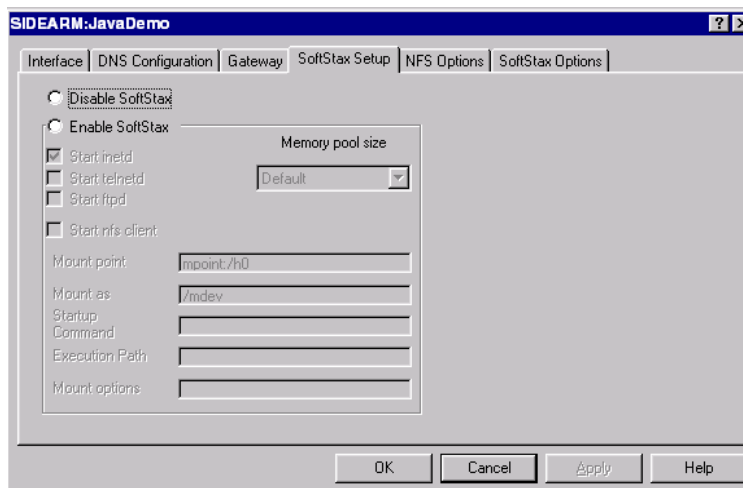 SIDEARM:JavaDemo
Interface DNS Configuration Gateway SoftStax Setup NFS Options SoftStax Options
Disable SoftStax
Enable SoftStax
Memory pool size
Start inetd
Start telnetd
Default
Start ftpd
Start nfs client
Mount point mpoint:/h0
Mount as /mdev
Startup
Command
Execution Path
Mount options
OK Cancel Apply Help